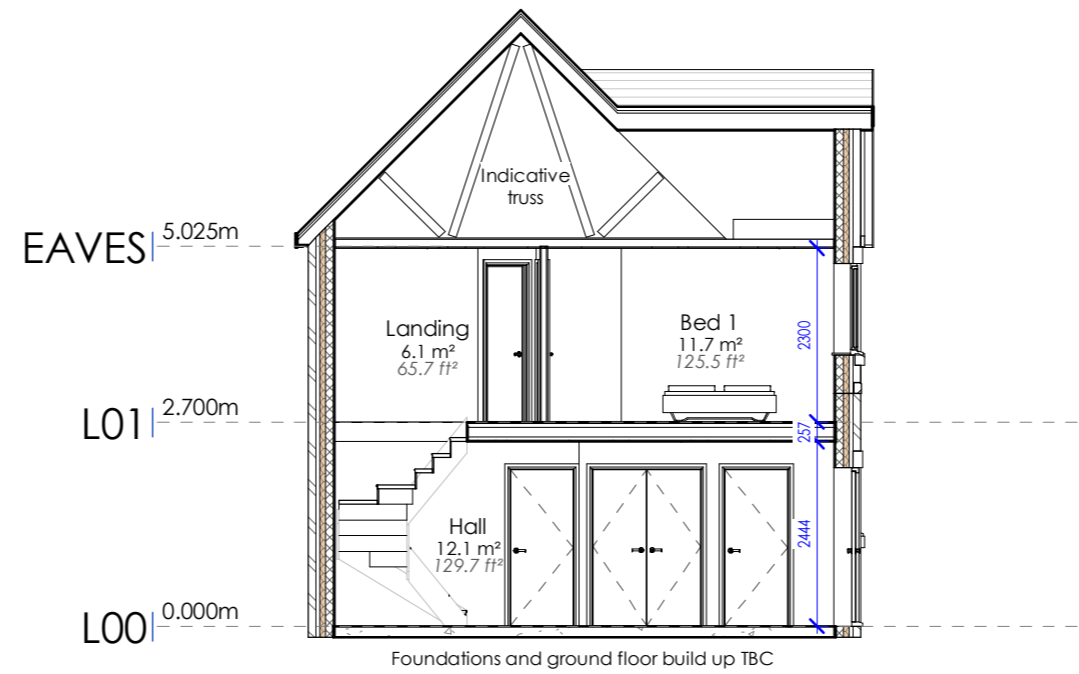 Indicative
truss
EAVES 5.025m
Landing
6.1 m²
65.7 ft²
Bed 1
11.7 m²
125.5 ft²
2300
L01 2.700m
257
Hall
12.1 m²
129.7 ft²
2444
L00 0.000m
Foundations and ground floor build up TBC